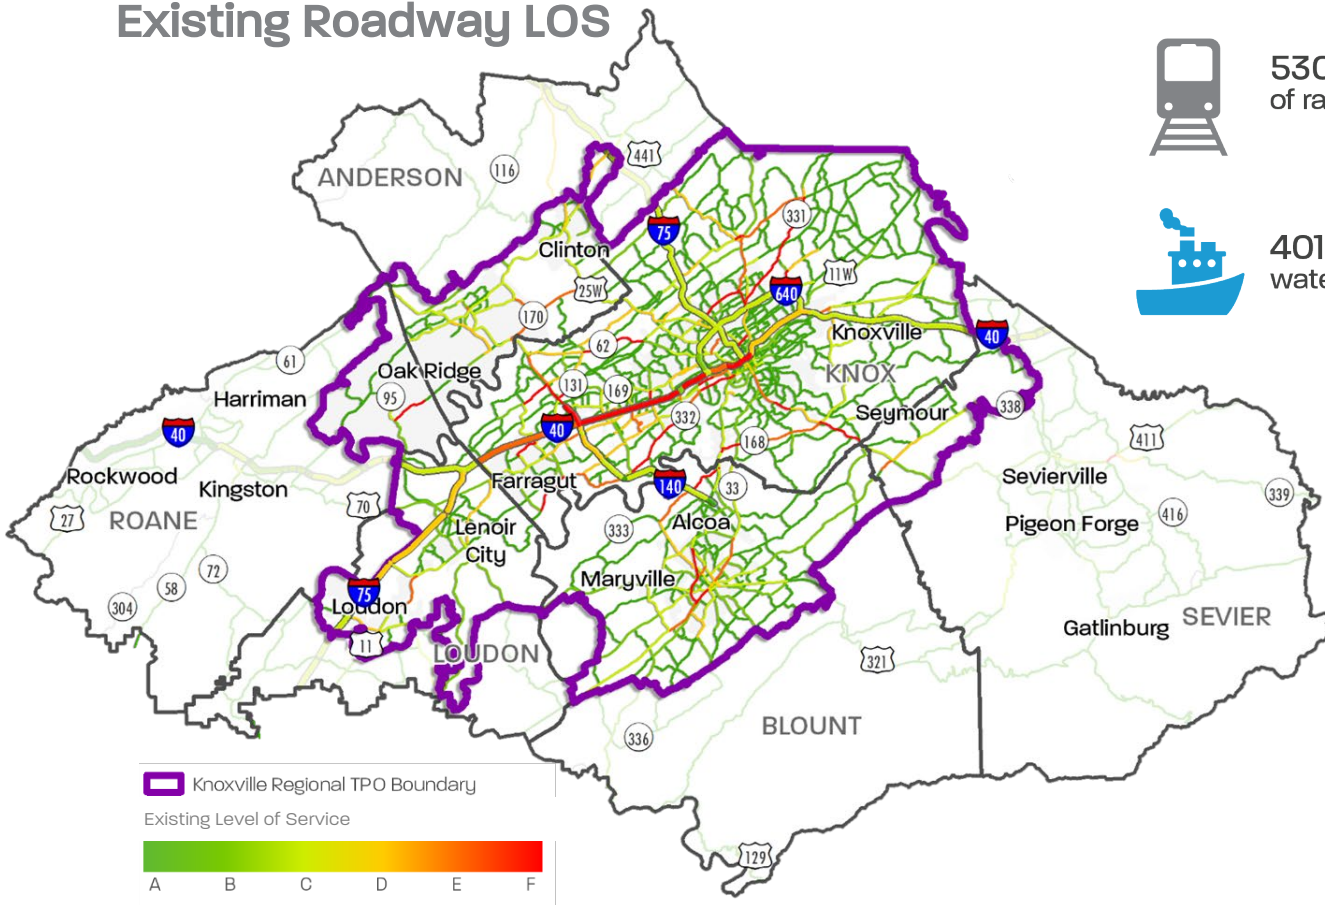 Existing Roadway LOS
530
of ra
401
wate
ANDERSON
116
441
Clinton
75
331
25W
170
640
11W
61
62
Oak Ridge
Knoxville
40
KNOX
Harriman
95
131
169
332
Seymour
338
40
40
168
411
Rockwood
Kingston
Farragut
140
33
Sevierville
339
27
ROANE
70
Lenoir
City
333
Alcoa
Pigeon Forge
416
304
58
72
75
Loudon
11
Maryville
LOUDON
321
Gatlinburg
SEVIER
336
BLOUNT
129
Knoxville Regional TPO Boundary
Existing Level of Service
A B C D E F